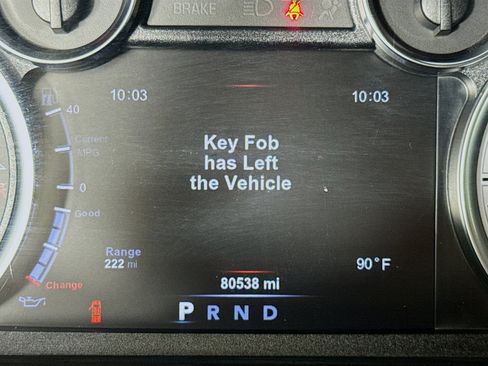 BRAKE
10:03
10:03
40
Current
MPG
0
Key Fob
has Left
the Vehicle
Good
Range
222 mi
90°F
Change
80538 mi
P R N D